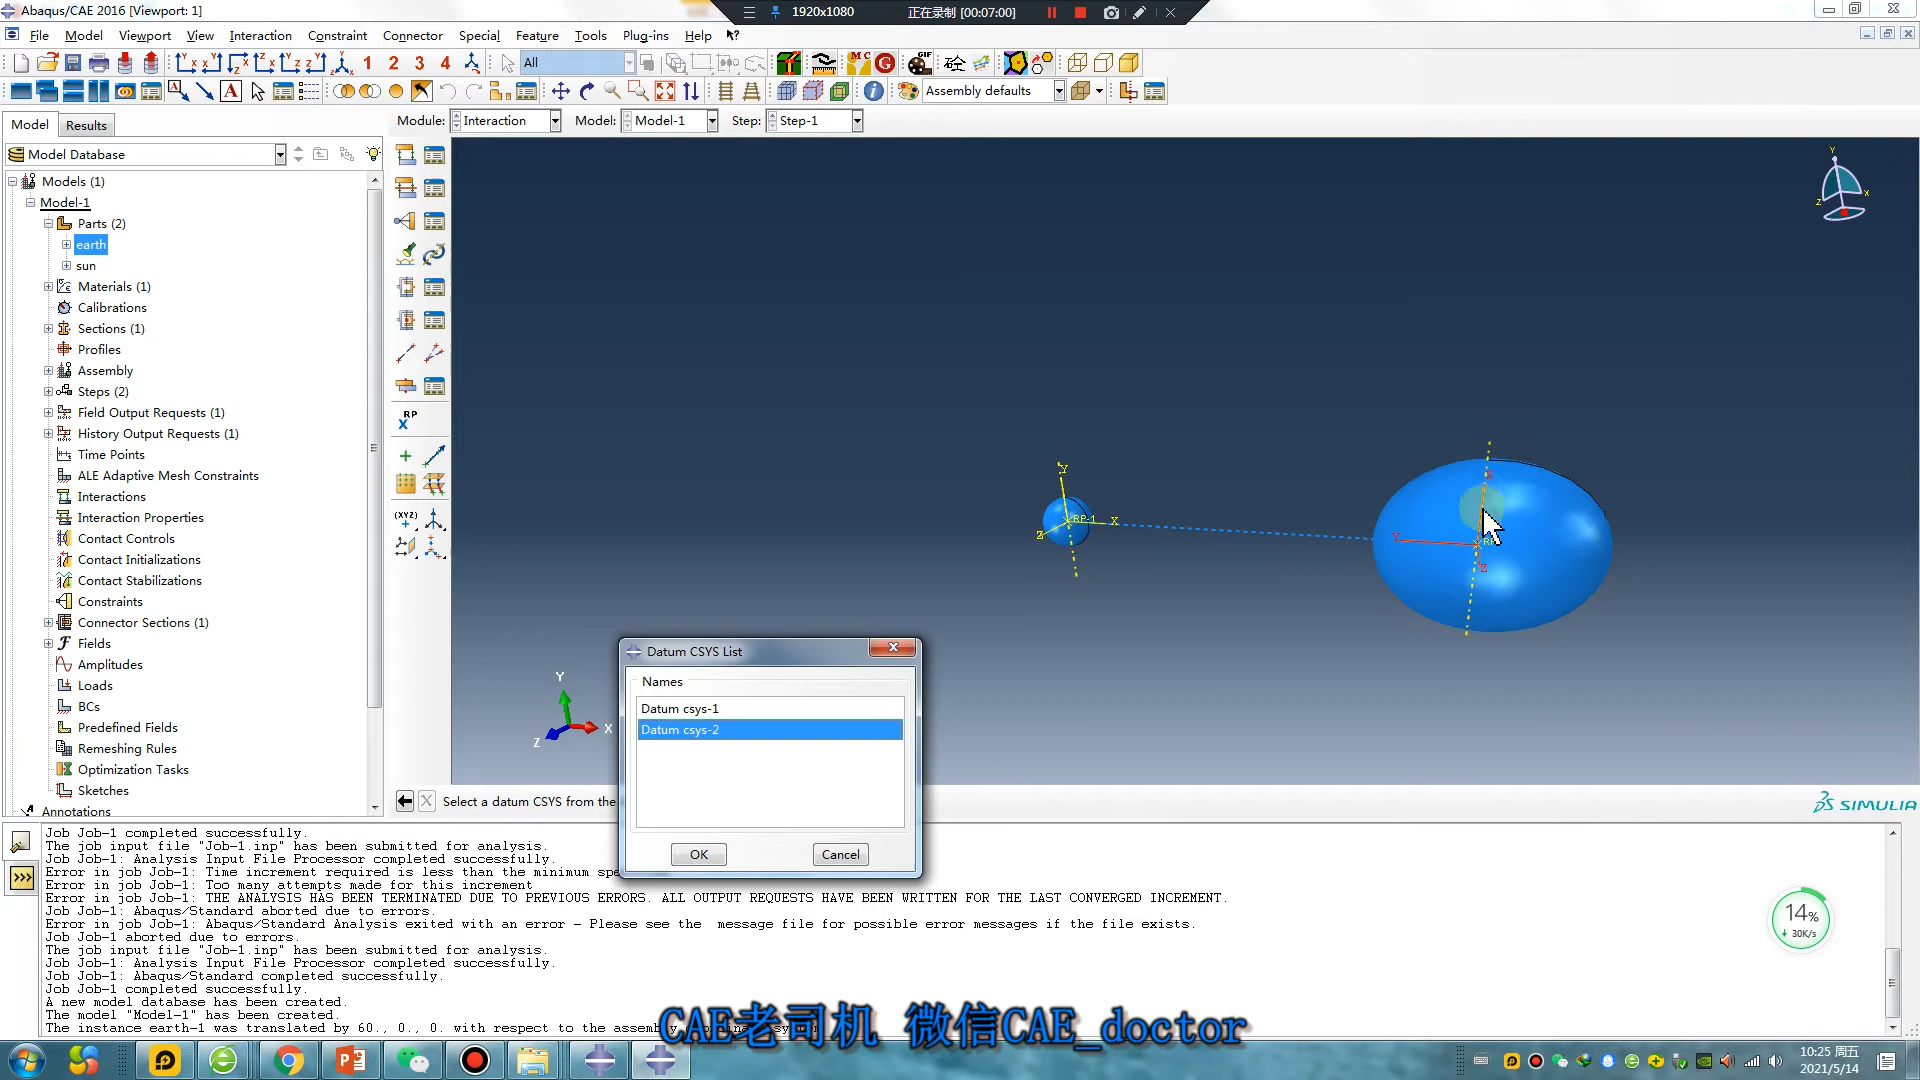 Abaqus/CAE 2016 [Viewport: 1]
1920x1080
正在录制 [00:07:00]
File Model Viewport View Interaction Constraint Connector Special Feature Tools Plug-ins Help
1 2 3 4
All
Assembly defaults
Model Results
Module: Interaction Model: Model-1 Step: Step-1
Model Database
Models (1)
Model-1
Parts (2)
earth
sun
Materials (1)
Calibrations
Sections (1)
Profiles
Assembly
Steps (2)
Field Output Requests (1)
History Output Requests (1)
Time Points
ALE Adaptive Mesh Constraints
Interactions
Interaction Properties
Contact Controls
Contact Initializations
Contact Stabilizations
Constraints
Connector Sections (1)
Fields
Amplitudes
Loads
BCs
Predefined Fields
Remeshing Rules
Optimization Tasks
Sketches
Annotations
RP
(XYZ)
Y
X
Z
Y
RP-1
X
Z
X
Y
Z
Y
X
Z
Datum CSYS List
Names
Datum csys-1
Datum csys-2
OK Cancel
Select a datum CSYS from the
SIMULIA
Job Job-1 completed successfully.
The job input file "Job-1.inp" has been submitted for analysis.
Job Job-1: Analysis Input File Processor completed successfully.
Error in job Job-1: Time increment required is less than the minimum
Error in job Job-1: Too many attempts made for this increment
Error in job Job-1: THE ANALYSIS HAS BEEN TERMINATED DUE TO PREVIOUS ERRORS. ALL OUTPUT REQUESTS HAVE BEEN WRITTEN FOR THE LAST CONVERGED INCREMENT.
Job Job-1: Abaqus/Standard aborted due to errors.
Error in job Job-1: Abaqus/Standard Analysis exited with an error - Please see the  message file for possible error messages if the file exists.
Job Job-1 aborted due to errors.
The job input file "Job-1.inp" has been submitted for analysis.
Job Job-1: Analysis Input File Processor completed successfully.
Job Job-1: Abaqus/Standard completed successfully.
Job Job-1 completed successfully.
A new model database has been created.
The model "Model-1" has been created.
The instance earth-1 was translated by 60., 0., 0. with respect to the assembly
14%
30K/s
CAE老司机 微信CAE_doctor
10:25 周五
2021/5/14